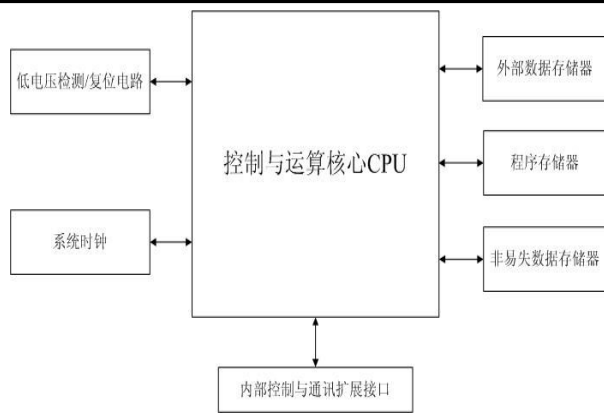 低电压检测/复位电路
外部数据存储器
控制与运算核心CPU
程序存储器
系统时钟
非易失数据存储器
内部控制与通讯扩展接口